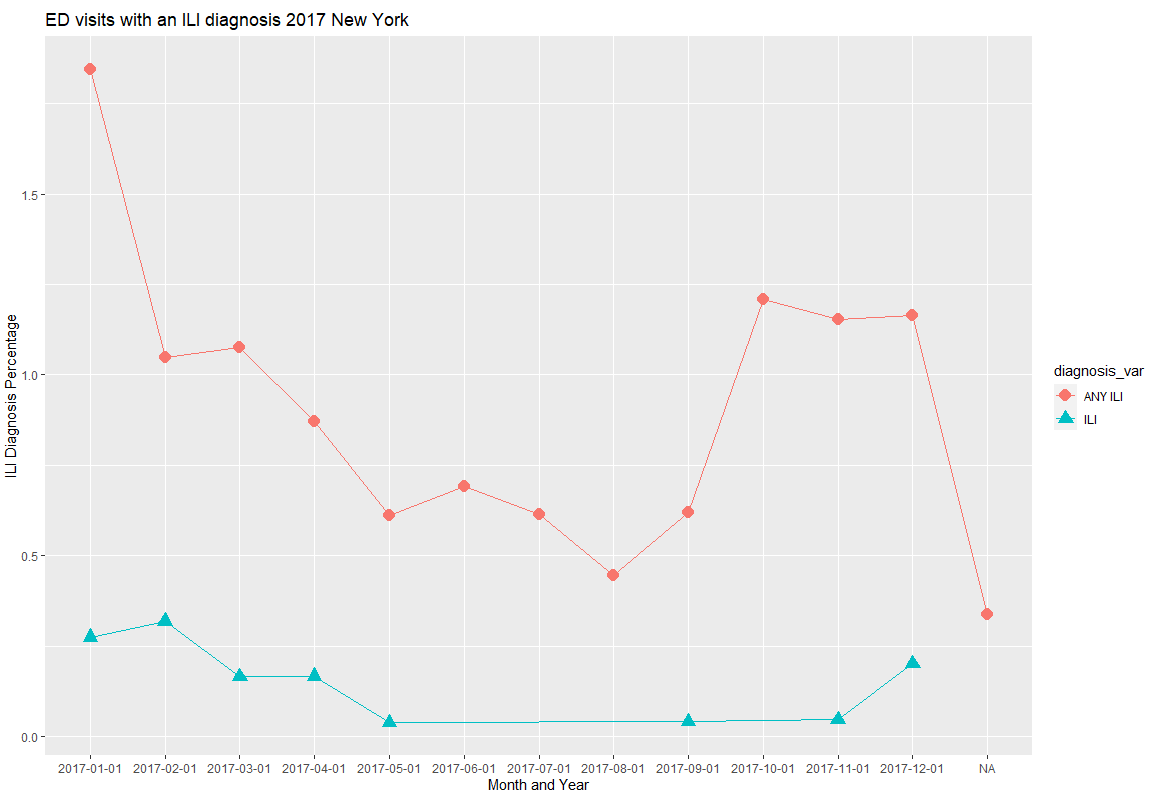 ED visits with an ILI diagnosis 2017 New York
ILI Diagnosis Percentage
1.5
1.0
0.5
0.0
2017-01-01 2017-02-01 2017-03-01 2017-04-01 2017-05-01 2017-06-01 2017-07-01 2017-08-01 2017-09-01 2017-10-01 2017-11-01 2017-12-01 NA
Month and Year
diagnosis_var
ANY ILI
ILI